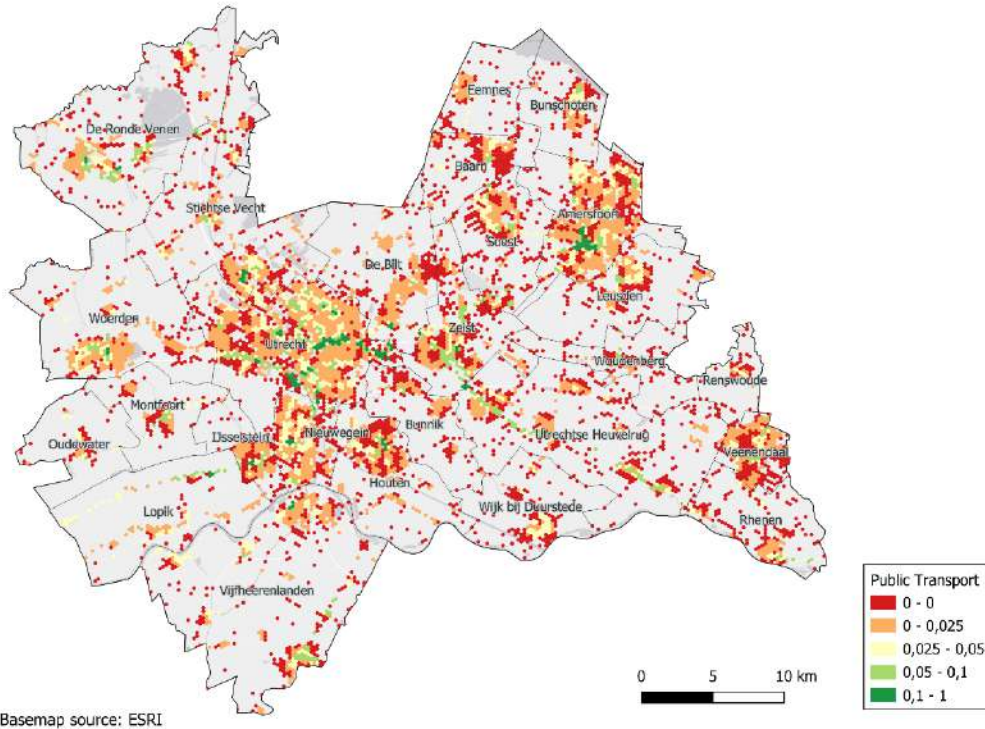 Eemnes
Bunschoten
De Ronde Venen
Baarn
Stichtse Vecht
Amersfoort
Soest
De Bilt
Leusden
Woerden
Zeist
Utrecht
Woudenberg
Renswoude
Montfoort
Bunnik
Oudewater
IJsselstein
Nieuwegein
Utrechtse Heuvelrug
Veenendaal
Houten
Lopik
Wijk bij Duurstede
Rhenen
Vijfheerenlanden
Public Transport
0 - 0
0 - 0,025
0,025 - 0,05
0,05 - 0,1
0,1 - 1
0 5 10 km
Basemap source: ESRI